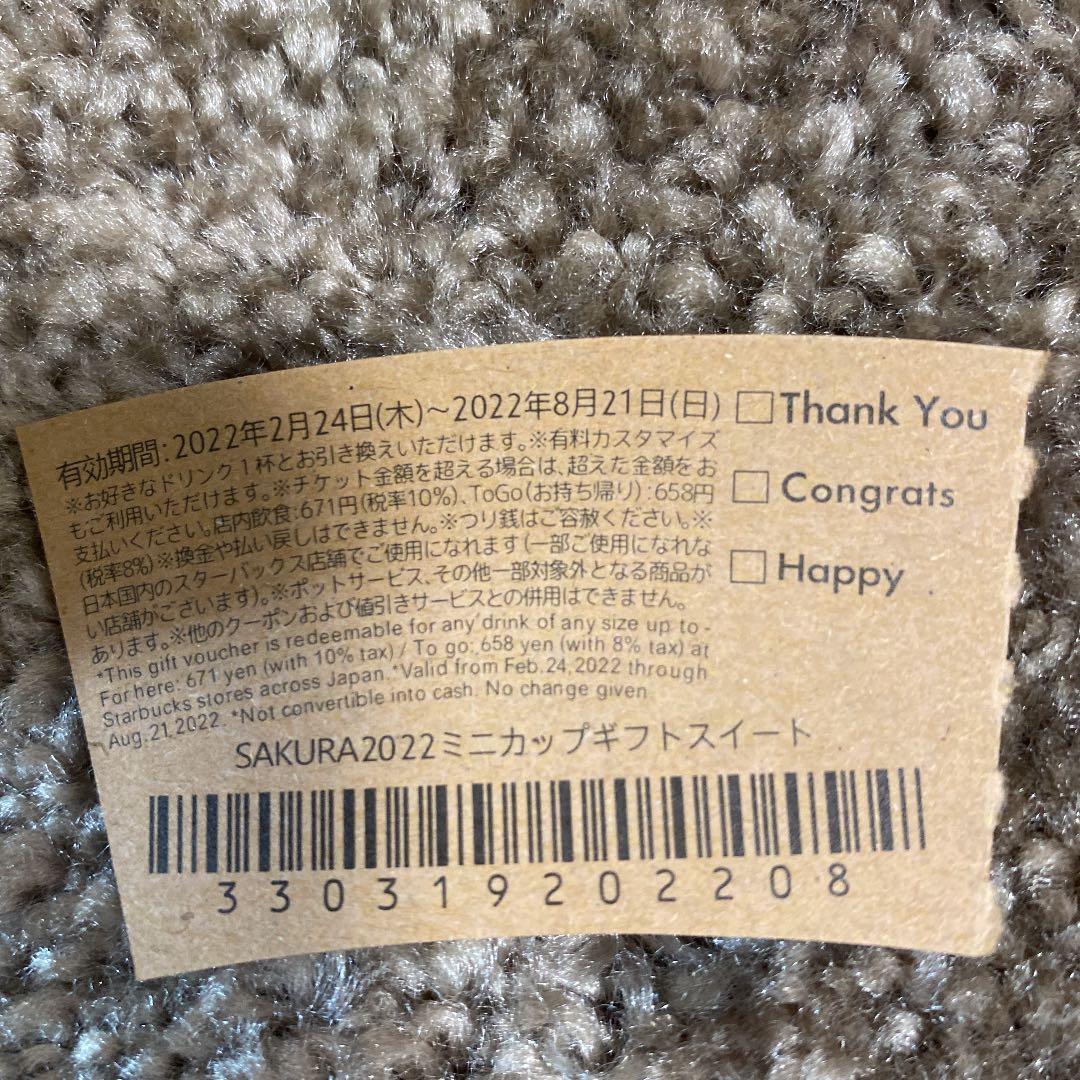 有効期間:2022年2月24日(木)~2022年8月21日(日)
※お好きなドリンク1杯とお引き換えいただけます。※有料カスタマイズ
もご利用いただけます。※チケット金額を超える場合は、超えた金額をお
支払いください。店内飲食:671円(税率10%)、ToGo(お持ち帰り):658円
(税率8%)※換金や払い戻しはできません。※つり銭はご容赦ください。※
日本国内のスターバックス店舗でご使用になれます(一部ご使用になれな
い店舗がございます)。※ポットサービス、その他一部対象外となる商品が
あります。※他のクーポンおよび値引きサービスとの併用はできません。
*This gift voucher is redeemable for any drink of any size up to -
For here: 671 yen (with 10% tax) / To go: 658 yen (with 8% tax) at
Starbucks stores across Japan. *Valid from Feb.24,2022 through
Aug.21,2022. *Not convertible into cash. No change given
□Thank You
□ Congrats
□ Happy
SAKURA2022ミニカップギフトスイート
3303192022​08